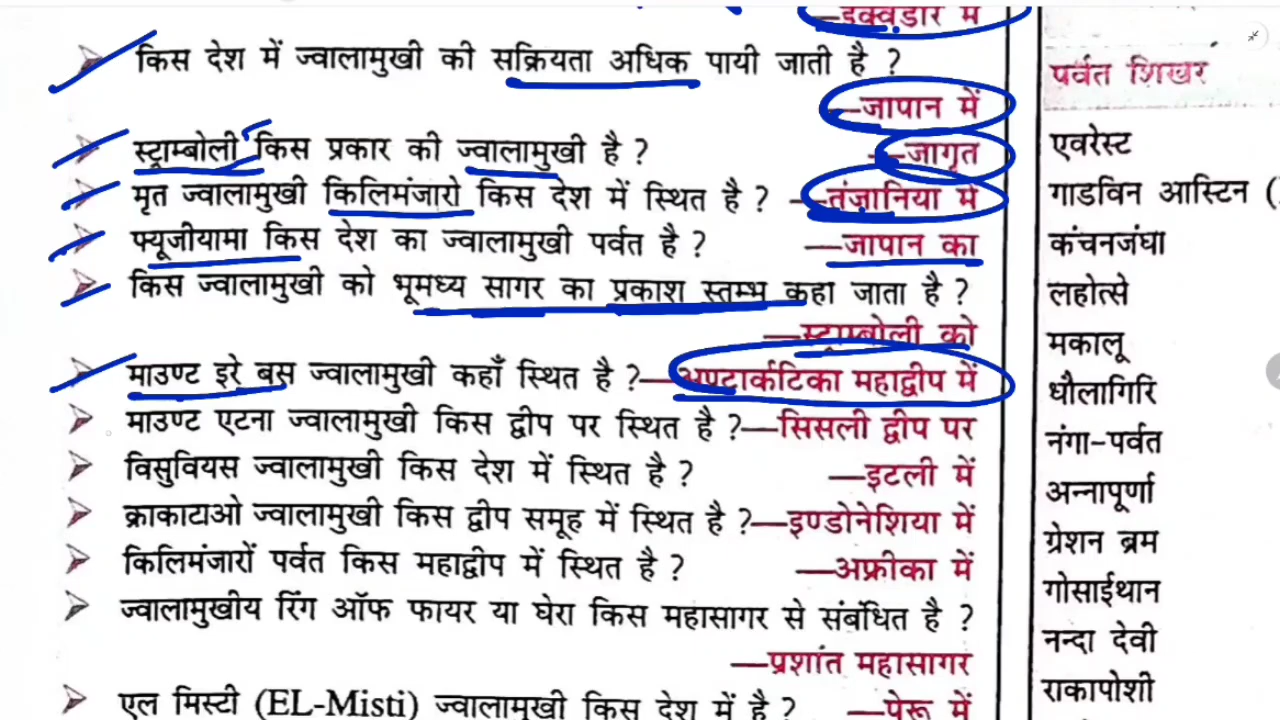 —इक्वेडोर में
किस देश में ज्वालामुखी की सक्रियता अधिक पायी जाती है ?
—जापान में
स्ट्राम्बोली किस प्रकार की ज्वालामुखी है ? —जागृत
मृत ज्वालामुखी किलिमंजारो किस देश में स्थित है ? —तंजानिया में
फ्यूजीयामा किस देश का ज्वालामुखी पर्वत है ? —जापान का
किस ज्वालामुखी को भूमध्य सागर का प्रकाश स्तम्भ कहा जाता है ?
—स्ट्राम्बोली को
माउण्ट इरे बस ज्वालामुखी कहाँ स्थित है ?—अण्टार्कटिका महाद्वीप में
माउण्ट एटना ज्वालामुखी किस द्वीप पर स्थित है ?—सिसली द्वीप पर
विसुवियस ज्वालामुखी किस देश में स्थित है ? —इटली में
क्राकाटाओ ज्वालामुखी किस द्वीप समूह में स्थित है ?—इण्डोनेशिया में
किलिमंजारों पर्वत किस महाद्वीप में स्थित है ? —अफ्रीका में
ज्वालामुखीय रिंग ऑफ फायर या घेरा किस महासागर से संबंधित है ?
—प्रशांत महासागर
एल मिस्टी (EL-Misti) ज्वालामुखी किस देश में है ? —पेरू में
पर्वत शिखर
एवरेस्ट
गाडविन आस्टिन (
कंचनजंघा
लहोत्से
मकालू
धौलागिरि
नंगा-पर्वत
अन्नापूर्णा
ग्रेशन ब्रम
गोसाईथान
नन्दा देवी
राकापोशी